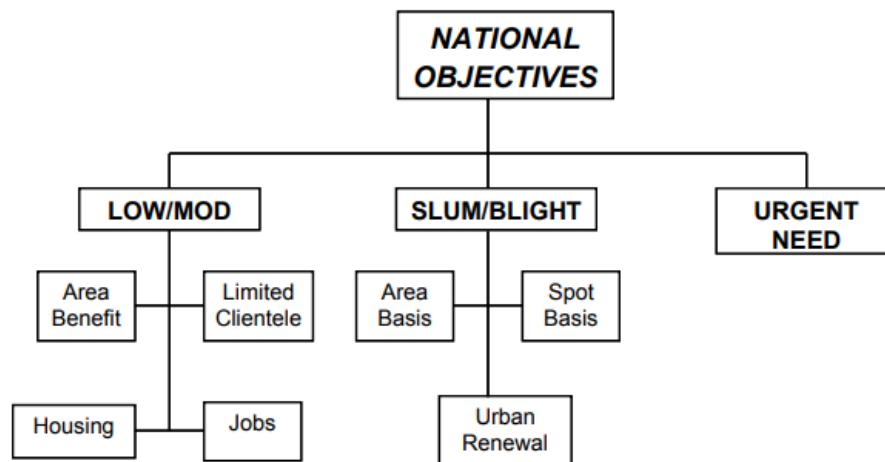 NATIONAL
OBJECTIVES
LOW/MOD
SLUM/BLIGHT
URGENT
NEED
Area
Benefit
Limited
Clientele
Area
Basis
Spot
Basis
Housing
Jobs
Urban
Renewal